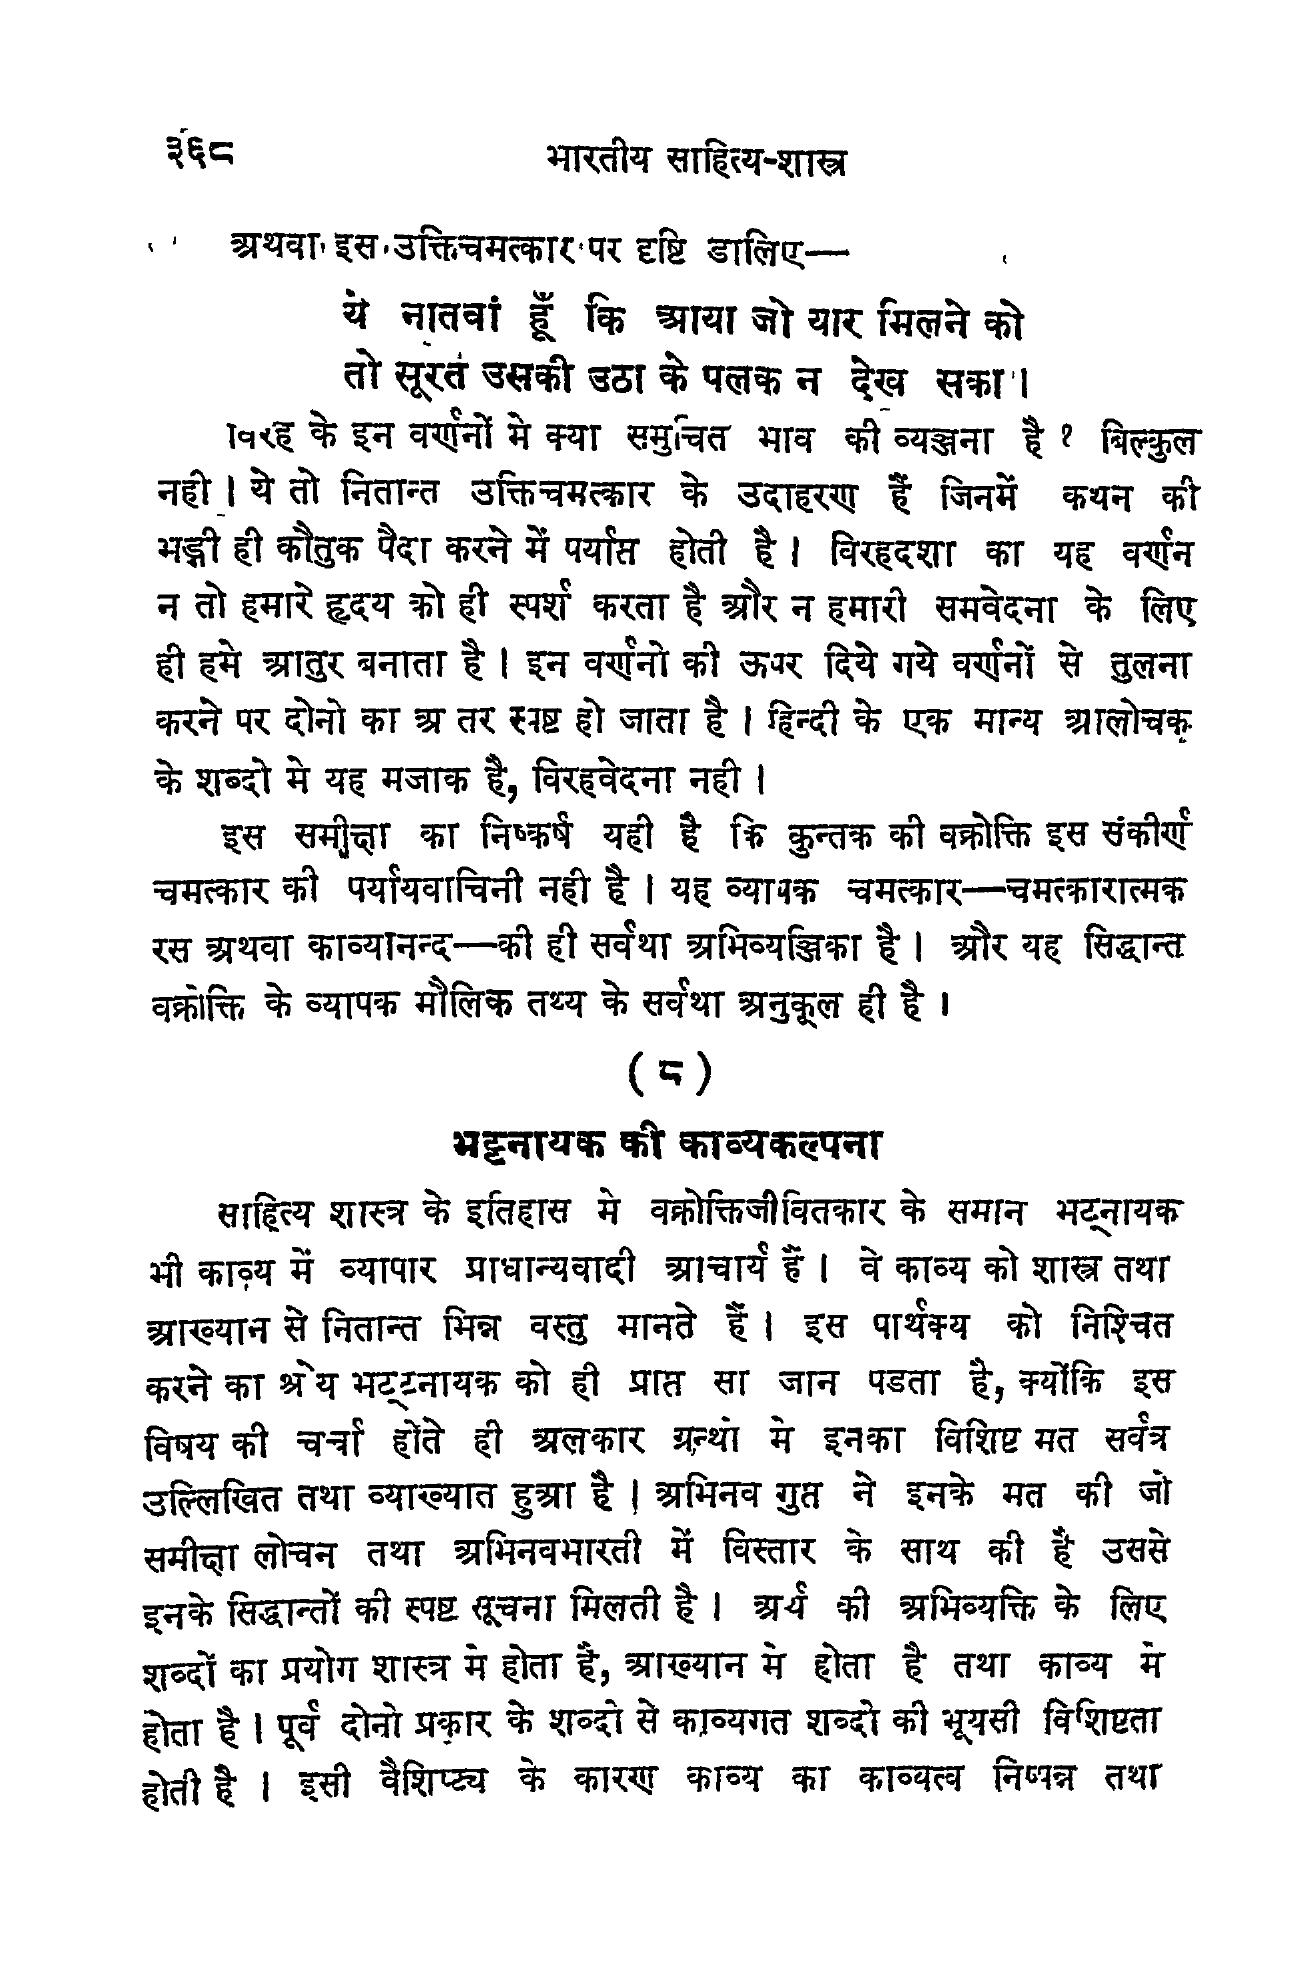 ३६८ भारतीय साहित्य-शास्त्र
अथवा इस उक्तिचमत्कार पर दृष्टि डालिए—
ये नातवां हूँ कि आया जो यार मिलने को
तो सूरत उसकी उठा के पलक न देख सका ।
विरह के इन वर्णनों मे क्या समुचित भाव की व्यञ्जना है ? बिल्कुल
नही । ये तो नितान्त उक्तिचमत्कार के उदाहरण हैं जिनमें कथन की
भङ्गी ही कौतुक पैदा करने में पर्याप्त होती है । विरहदशा का यह वर्णन
न तो हमारे हृदय को ही स्पर्श करता है और न हमारी समवेदना के लिए
ही हमे आतुर बनाता है । इन वर्णनो की ऊपर दिये गये वर्णनों से तुलना
करने पर दोनो का अ तर स्पष्ट हो जाता है । हिन्दी के एक मान्य आलोचक
के शब्दो मे यह मजाक है, विरहवेदना नही ।
इस समीक्षा का निष्कर्ष यही है कि कुन्तक की वक्रोक्ति इस संकीर्ण
चमत्कार की पर्यायवाचिनी नही है । यह व्यापक चमत्कार—चमत्कारात्मक
रस अथवा काव्यानन्द—की ही सर्वथा अभिव्यञ्जिका है । और यह सिद्धान्त
वक्रोक्ति के व्यापक मौलिक तथ्य के सर्वथा अनुकूल ही है ।
( ८ )
भट्टनायक की काव्यकल्पना
साहित्य शास्त्र के इतिहास मे वक्रोक्तिजीवितकार के समान भट्नायक
भी काव्य में व्यापार प्राधान्यवादी आचार्य हैं । वे काव्य को शास्त्र तथा
आख्यान से नितान्त भिन्न वस्तु मानते हैं । इस पार्थक्य को निश्चित
करने का श्रेय भट्टनायक को ही प्राप्त सा जान पडता है, क्योंकि इस
विषय की चर्चा होते ही अलकार ग्रन्थों मे इनका विशिष्ट मत सर्वत्र
उल्लिखित तथा व्याख्यात हुआ है । अभिनव गुप्त ने इनके मत की जो
समीक्षा लोचन तथा अभिनवभारती में विस्तार के साथ की है उससे
इनके सिद्धान्तों की स्पष्ट सूचना मिलती है । अर्थ की अभिव्यक्ति के लिए
शब्दों का प्रयोग शास्त्र मे होता है, आख्यान मे होता है तथा काव्य मे
होता है । पूर्व दोनो प्रकार के शब्दो से काव्यगत शब्दो की भूयसी विशिष्टता
होती है । इसी वैशिष्ट्य के कारण काव्य का काव्यत्व निष्पन्न तथा